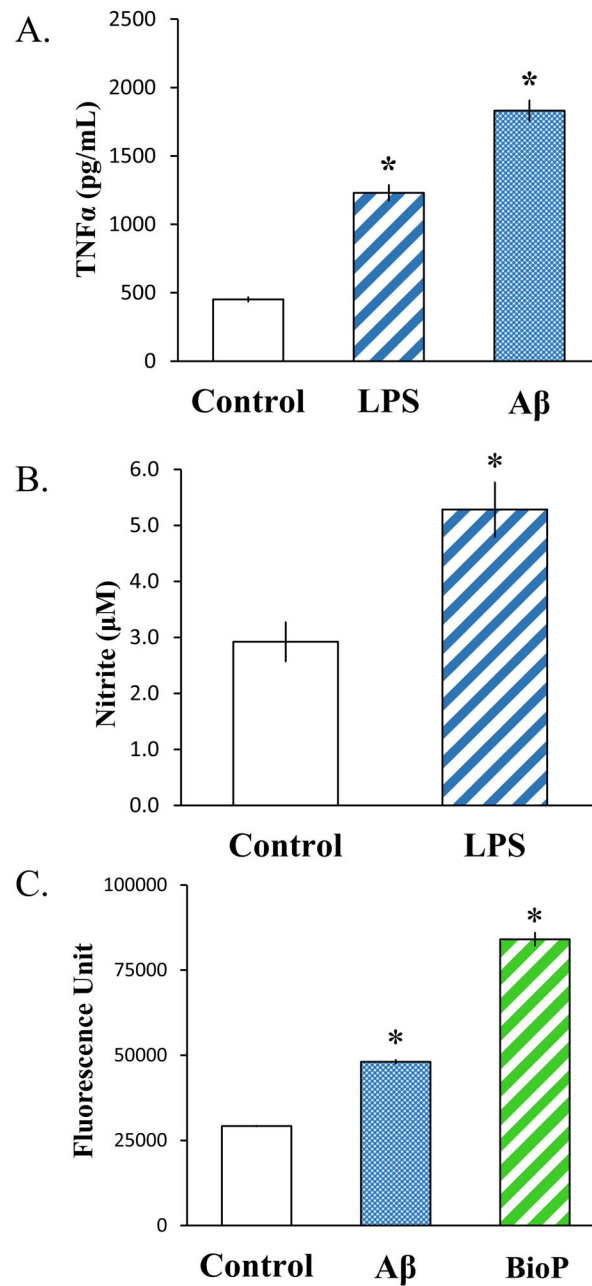 A.
TNFα (pg/mL)
2500
2000
1500
1000
500
0
*
*
Control LPS Aβ
B.
Nitrite (μM)
6.0
5.0
4.0
3.0
2.0
1.0
0.0
*
Control LPS
C.
Fluorescence Unit
100000
75000
50000
25000
0
*
*
Control Aβ BioP